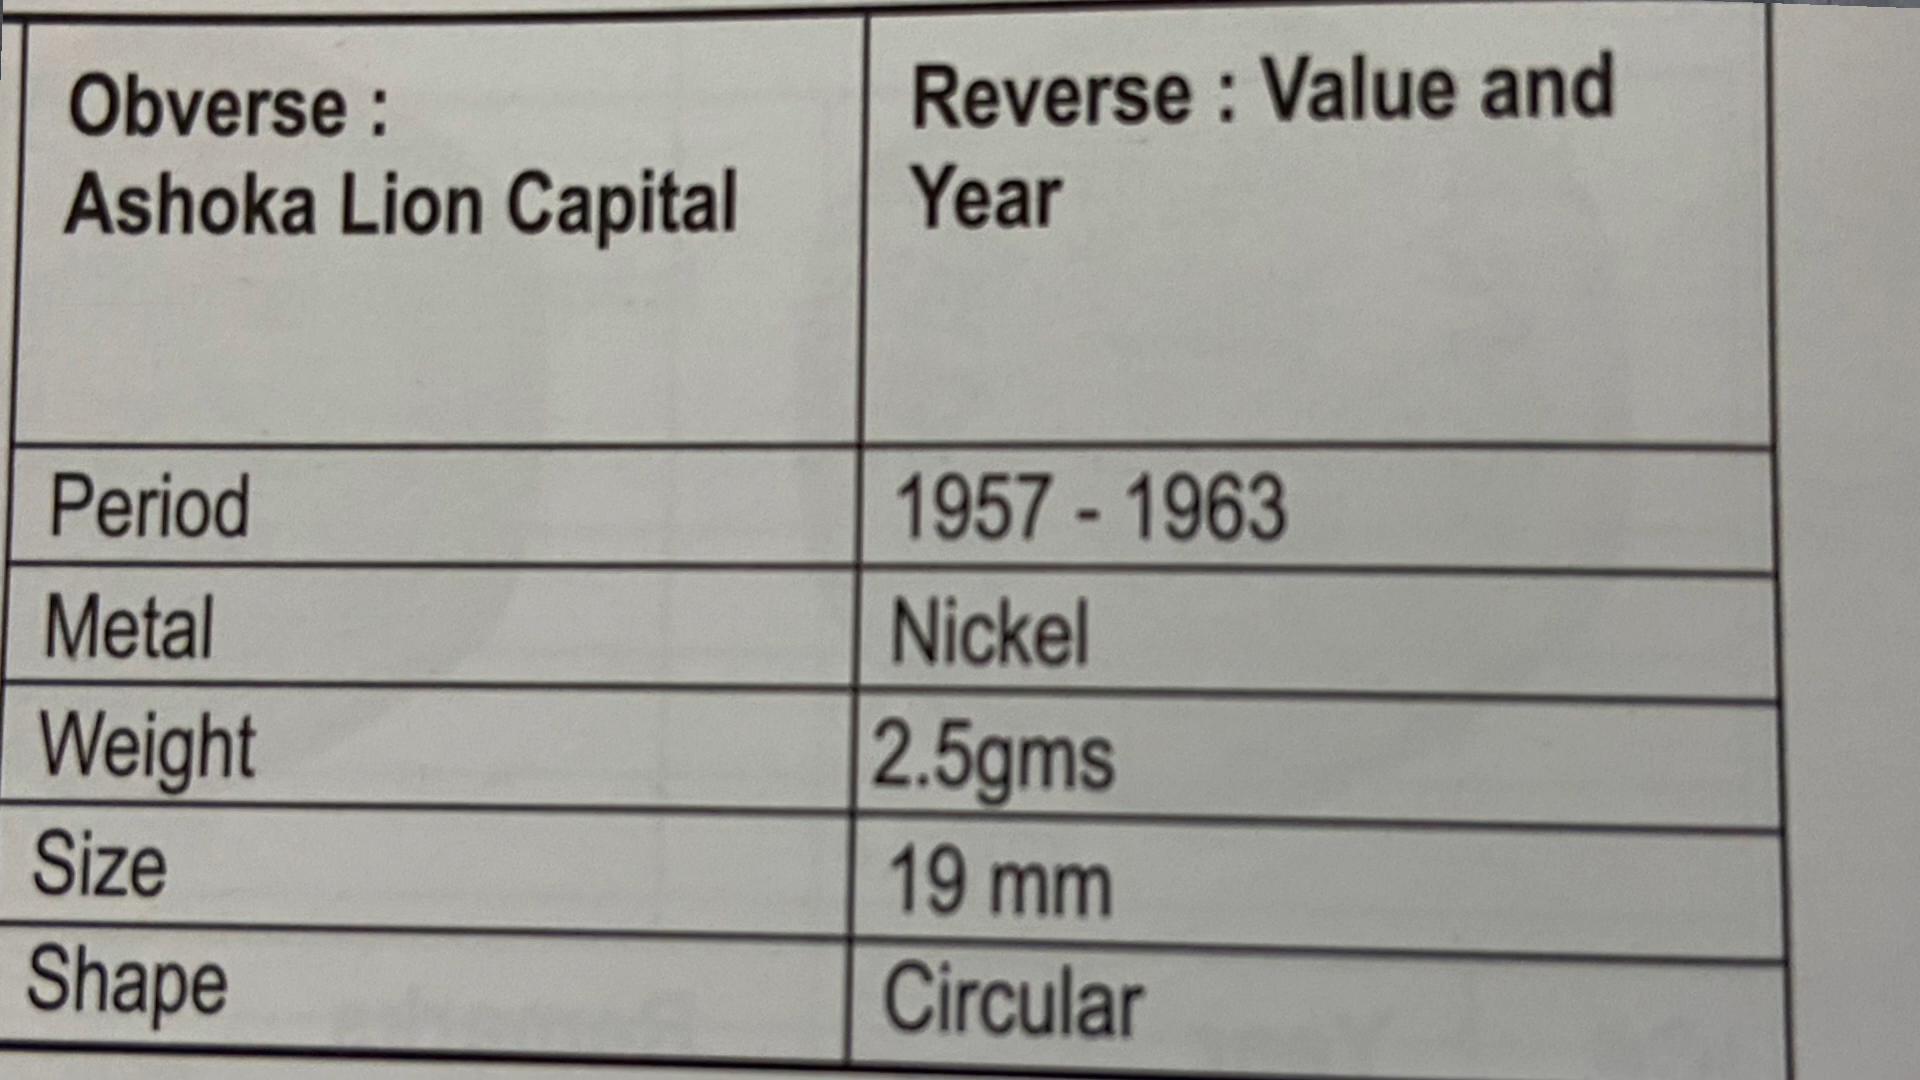 Obverse :
Ashoka Lion Capital
Reverse : Value and
Year
Period
1957 - 1963
Metal
Nickel
Weight
2.5gms
Size
19 mm
Shape
Circular